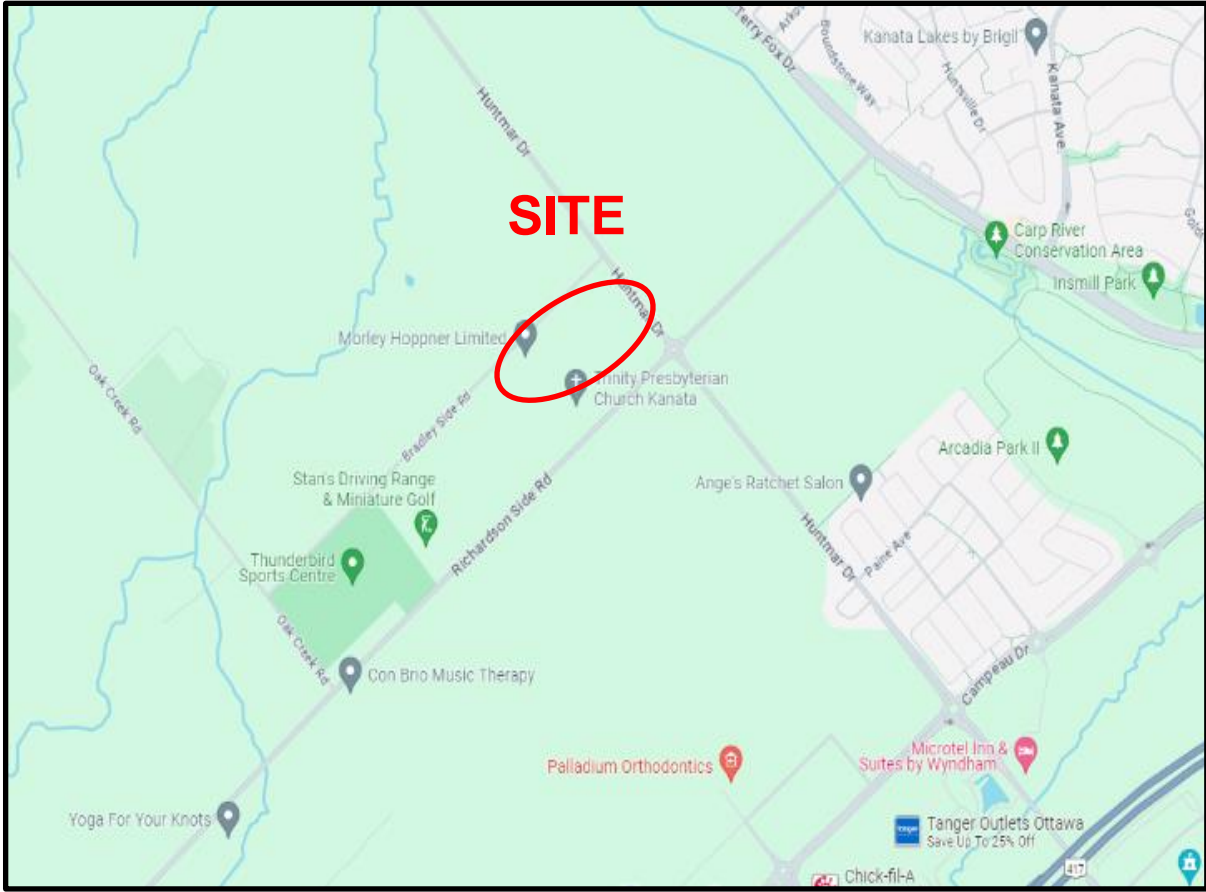 Terry Fox Dr
Boundstone Way
Huntsville Dr
Kanata Lakes by Brigil
Kanata Ave
Huntmar Dr
SITE
Carp River
Conservation Area
Insmill Park
Huntmar Dr
Morley Hoppner Limited
Trinity Presbyterian
Church Kanata
Oak Creek Rd
Bradley Side Rd
Arcadia Park II
Stan's Driving Range
& Miniature Golf
Ange's Ratchet Salon
Richardson Side Rd
Huntmar Dr
Paine Ave
Thunderbird
Sports Centre
Oak Creek Rd
Con Brio Music Therapy
Campeau Dr
Palladium Orthodontics
Microtel Inn &
Suites by Wyndham
Yoga For Your Knots
Tanger
Tanger Outlets Ottawa
Save Up To 25% Off
417
Chick-fil-A